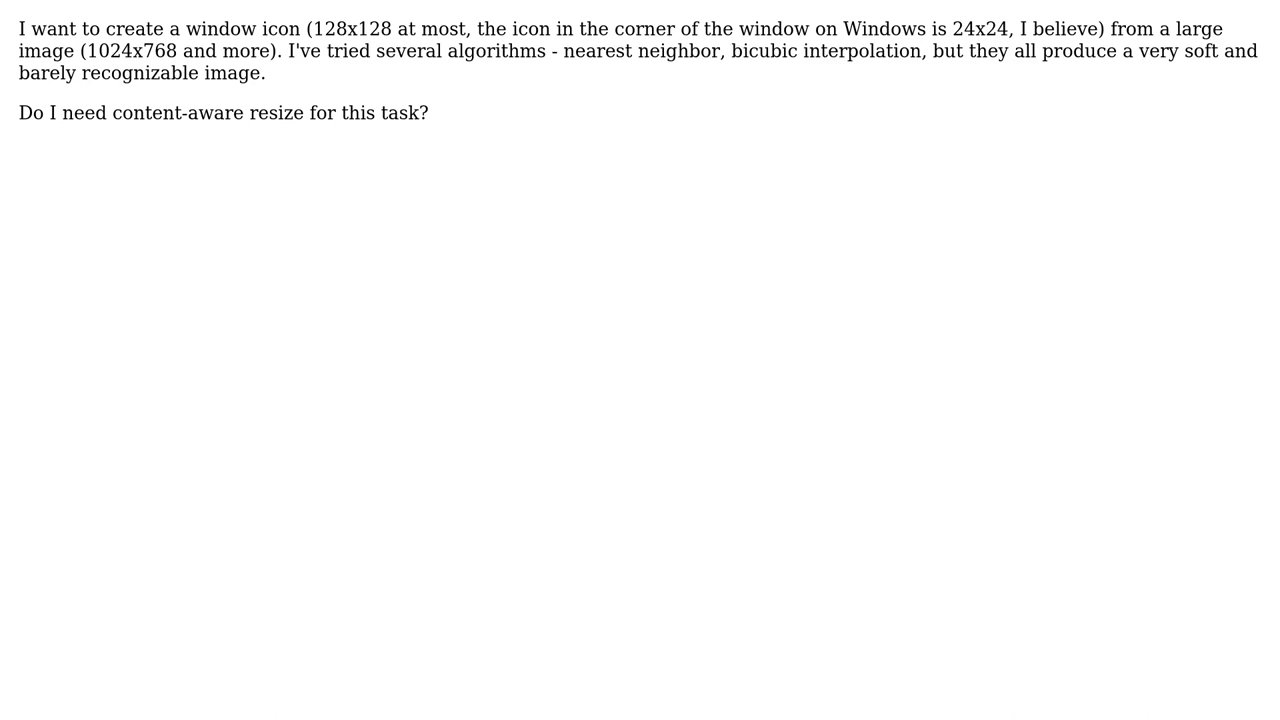 I want to create a window icon (128x128 at most, the icon in the corner of the window on Windows is 24x24, I believe) from a large
image (1024x768 and more). I've tried several algorithms - nearest neighbor, bicubic interpolation, but they all produce a very soft and
barely recognizable image.
Do I need content-aware resize for this task?